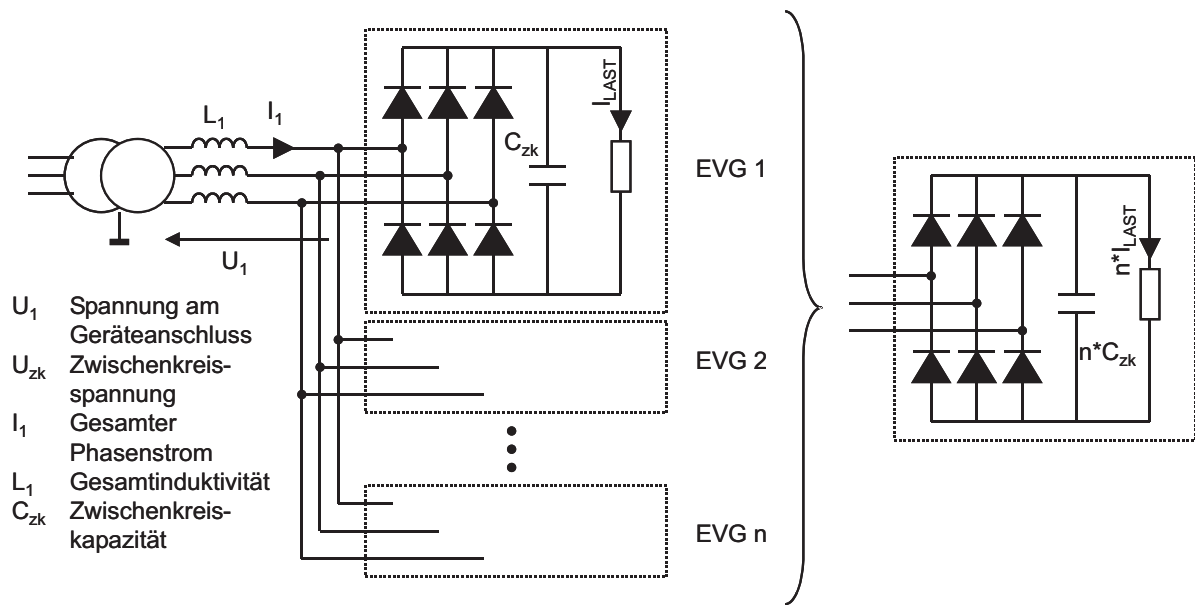 L1
I1
Czk
ILAST
EVG 1
U1
U1 Spannung am
Geräteanschluss
Uzk Zwischenkreis-
spannung
I1 Gesamter
Phasenstrom
L1 Gesamtinduktivität
Czk Zwischenkreis-
kapazität
EVG 2
EVG n
n*ILAST
n*Czk